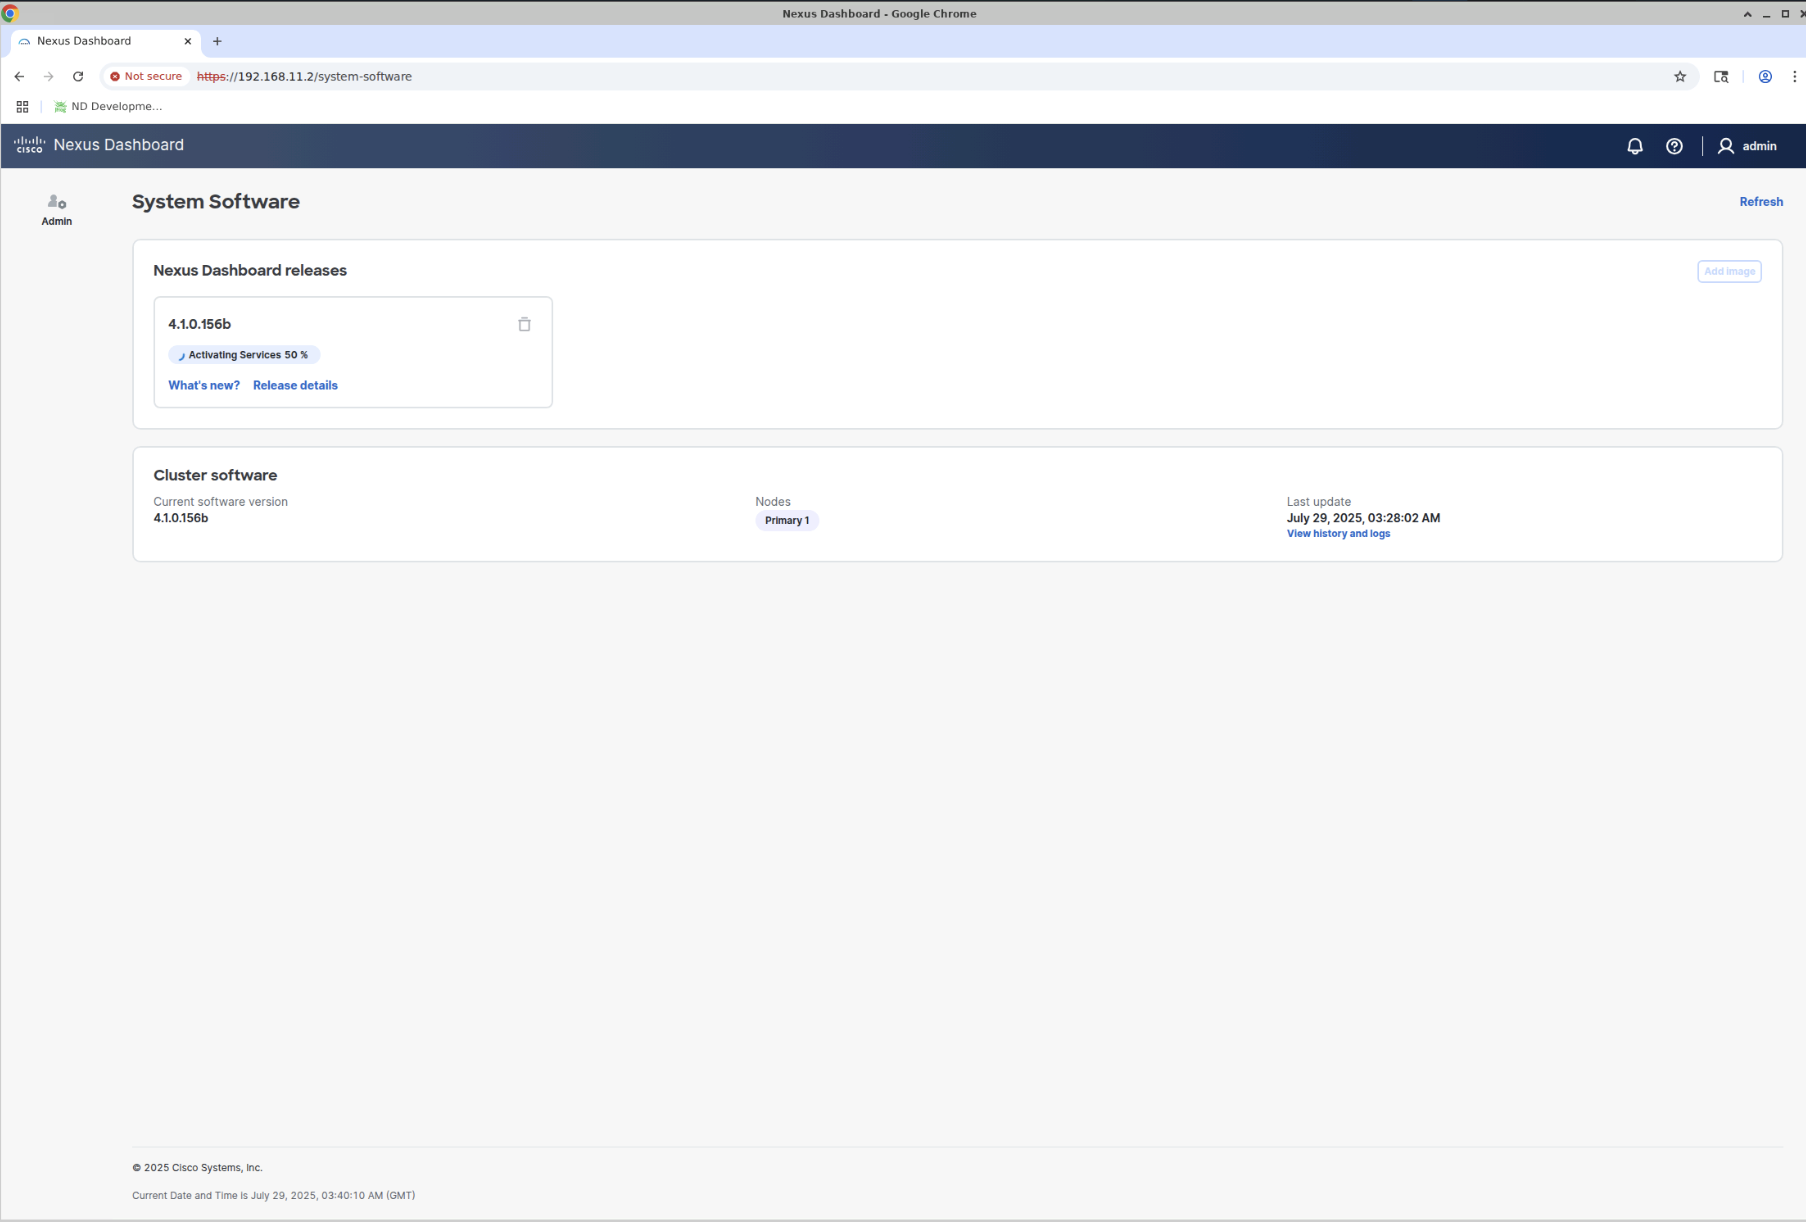 Nexus Dashboard - Google Chrome
Nexus Dashboard
Not secure https://192.168.11.2/system-software
ND Developme...
CISCO Nexus Dashboard
admin
Admin
System Software
Refresh
Nexus Dashboard releases
Add image
4.1.0.156b
Activating Services 50 %
What's new? Release details
Cluster software
Current software version
4.1.0.156b
Nodes
Primary 1
Last update
July 29, 2025, 03:28:02 AM
View history and logs
© 2025 Cisco Systems, Inc.
Current Date and Time is July 29, 2025, 03:40:10 AM (GMT)